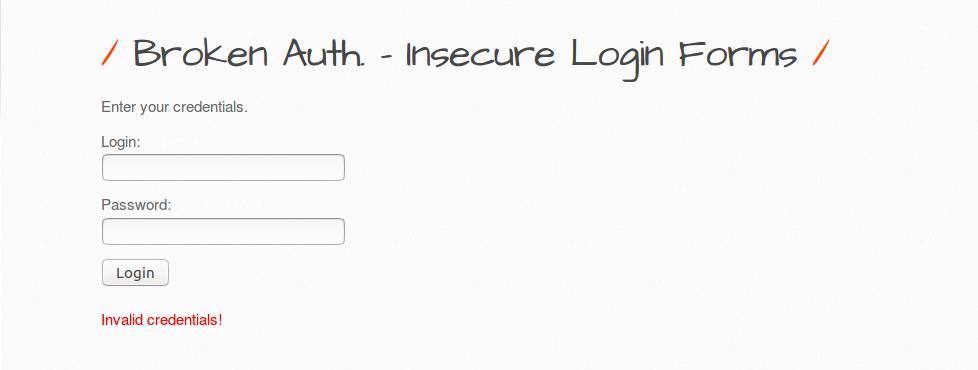 / Broken Auth. - Insecure Login Forms /
Enter your credentials.
Login:
Password:
Login
Invalid credentials!